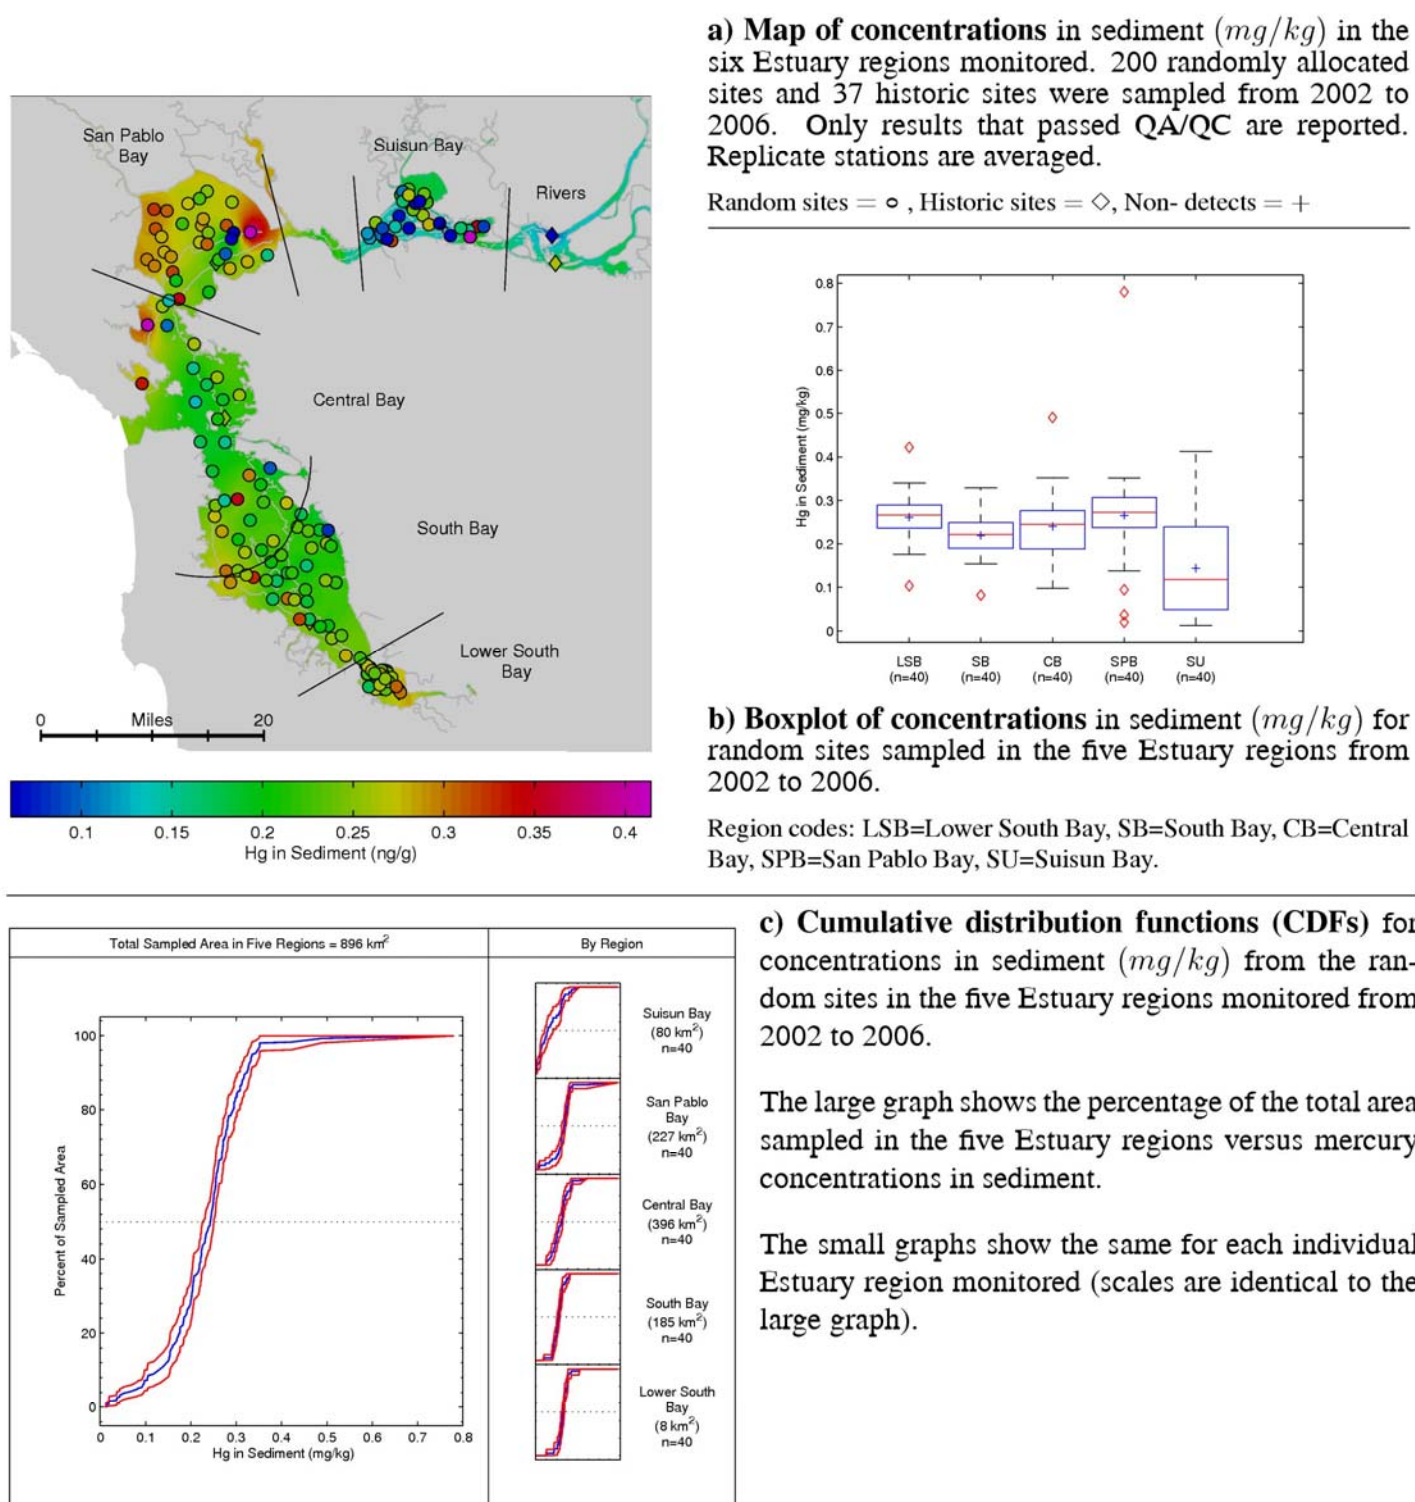 a) Map of concentrations in sediment (mg/kg) in the
six Estuary regions monitored. 200 randomly allocated
sites and 37 historic sites were sampled from 2002 to
2006. Only results that passed QA/QC are reported.
Replicate stations are averaged.
Random sites = o , Historic sites = ◇, Non- detects = +
San Pablo
Bay
Suisun Bay
Rivers
Central Bay
South Bay
Lower South
Bay
0 Miles 20
0.1 0.15 0.2 0.25 0.3 0.35 0.4
Hg in Sediment (ng/g)
Hg in Sediment (mg/kg)
0.8
0.7
0.6
0.5
0.4
0.3
0.2
0.1
0
LSB SB CB SPB SU
(n=40) (n=40) (n=40) (n=40) (n=40)
b) Boxplot of concentrations in sediment (mg/kg) for
random sites sampled in the five Estuary regions from
2002 to 2006.
Region codes: LSB=Lower South Bay, SB=South Bay, CB=Central
Bay, SPB=San Pablo Bay, SU=Suisun Bay.
Total Sampled Area in Five Regions = 896 km²
By Region
Percent of Sampled Area
100
80
60
40
20
0
0 0.1 0.2 0.3 0.4 0.5 0.6 0.7 0.8
Hg in Sediment (mg/kg)
Suisun Bay
(80 km²)
n=40
San Pablo
Bay
(227 km²)
n=40
Central Bay
(396 km²)
n=40
South Bay
(185 km²)
n=40
Lower South
Bay
(8 km²)
n=40
c) Cumulative distribution functions (CDFs) for
concentrations in sediment (mg/kg) from the ran-
dom sites in the five Estuary regions monitored from
2002 to 2006.
The large graph shows the percentage of the total area
sampled in the five Estuary regions versus mercury
concentrations in sediment.
The small graphs show the same for each individual
Estuary region monitored (scales are identical to the
large graph).